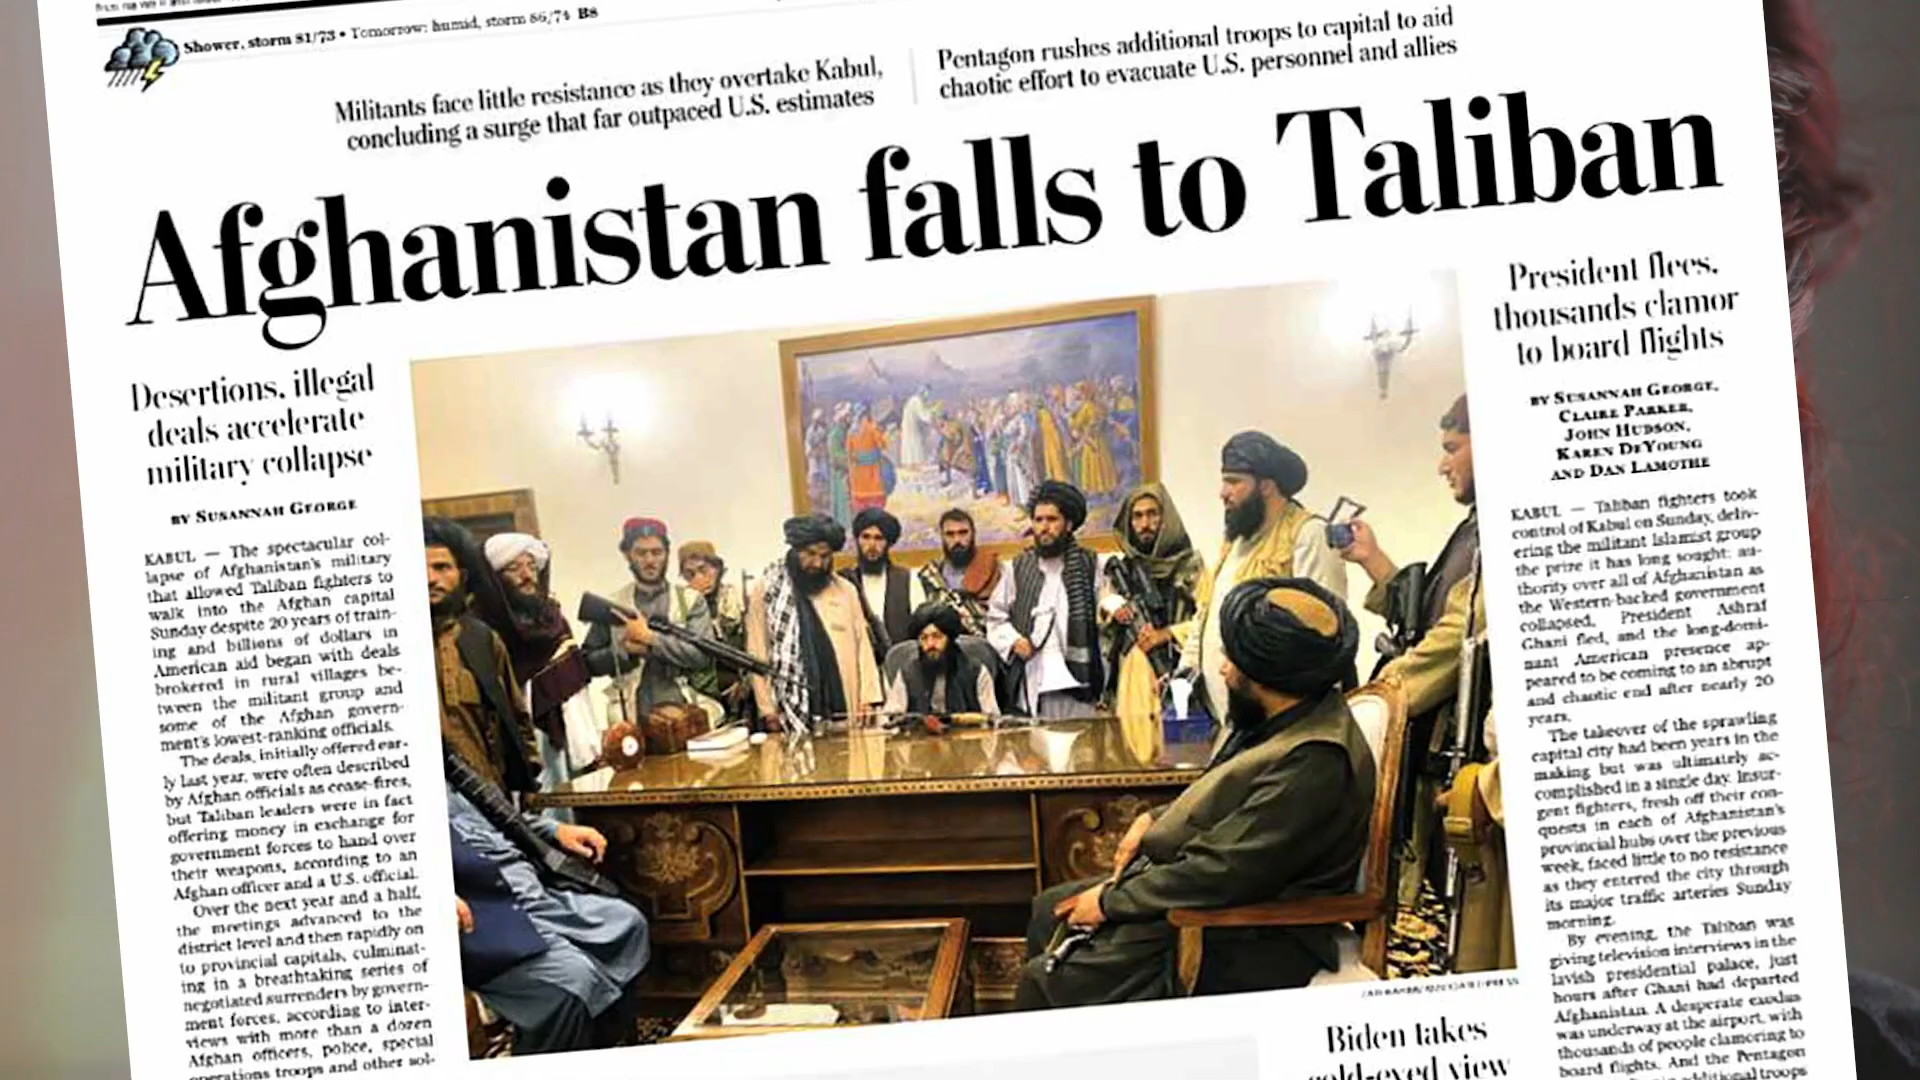 Shower, storm 81/73 • Tomorrow: humid, storm 86/74 B8
Militants face little resistance as they overtake Kabul,
concluding a surge that far outpaced U.S. estimates
Pentagon rushes additional troops to capital to aid
chaotic effort to evacuate U.S. personnel and allies
Afghanistan falls to Taliban
Desertions, illegal
deals accelerate
military collapse
BY SUSANNAH GEORGE
KABUL — The spectacular col-
lapse of Afghanistan's military
that allowed Taliban fighters to
walk into the Afghan capital
Sunday despite 20 years of train-
ing and billions of dollars in
American aid began with deals
brokered in rural villages be-
tween the militant group and
some of the Afghan govern-
ment's lowest-ranking officials.
The deals, initially offered ear-
ly last year, were often described
by Afghan officials as cease-fires,
but Taliban leaders were in fact
offering money in exchange for
government forces to hand over
their weapons, according to an
Afghan officer and a U.S. official.
Over the next year and a half,
the meetings advanced to the
district level and then rapidly on
to provincial capitals, culminat-
ing in a breathtaking series of
negotiated surrenders by govern-
ment forces, according to inter-
views with more than a dozen
Afghan officers, police, special
operations troops and other sol-
President flees,
thousands clamor
to board flights
BY SUSANNAH GEORGE,
CLAIRE PARKER,
JOHN HUDSON,
KAREN DEYOUNG
AND DAN LAMOTHE
KABUL — Taliban fighters took
control of Kabul on Sunday, deliv-
ering the militant Islamist group
the prize it has long sought: au-
thority over all of Afghanistan as
the Western-backed government
collapsed, President Ashraf
Ghani fled, and the long-domi-
nant American presence ap-
peared to be coming to an abrupt
and chaotic end after nearly 20
years.
The takeover of the sprawling
capital city had been years in the
making but was ultimately ac-
complished in a single day. Insur-
gent fighters, fresh off their con-
quests in each of Afghanistan's
provincial hubs over the previous
week, faced little to no resistance
as they entered the city through
its major traffic arteries Sunday
morning.
By evening, the Taliban was
giving television interviews in the
lavish presidential palace, just
hours after Ghani had departed
Afghanistan. A desperate exodus
was underway at the airport, with
thousands of people clamoring to
board flights. And the Pentagon
additional troops
Biden takes
cold-eyed view